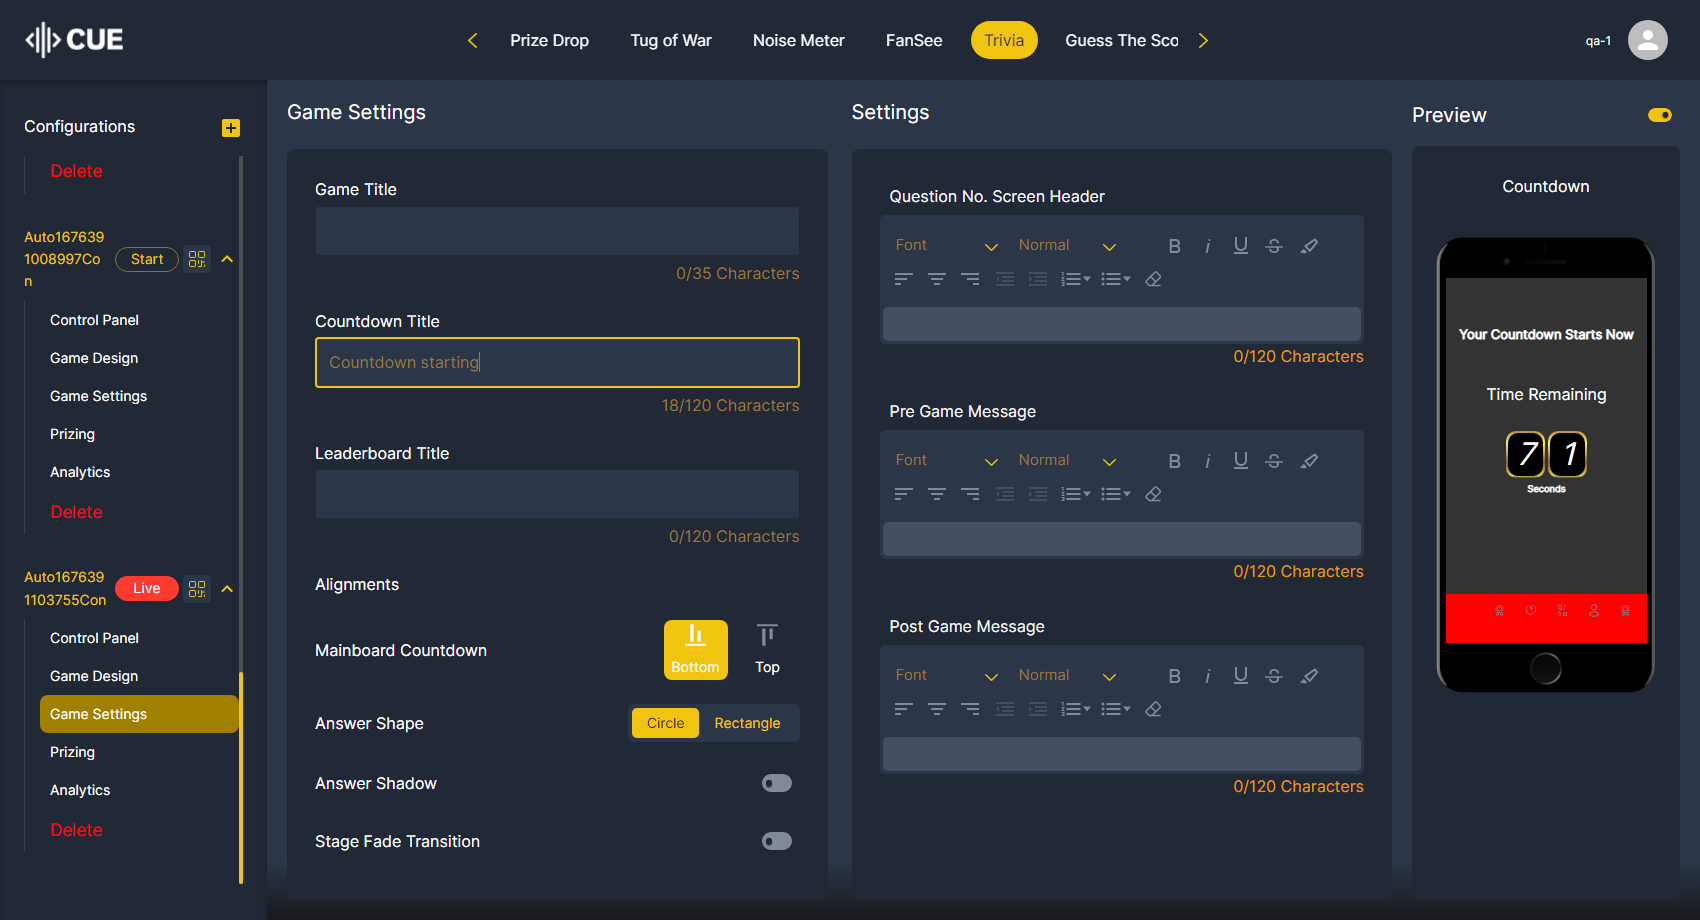 CUE
Prize Drop
Tug of War
Noise Meter
FanSee
Trivia
Guess The Sco
qa-1
Configurations
Delete
Auto167639
1008997Co
n
Start
Control Panel
Game Design
Game Settings
Prizing
Analytics
Delete
Auto167639
1103755Con
Live
Control Panel
Game Design
Game Settings
Prizing
Analytics
Delete
Game Settings
Game Title
0/35 Characters
Countdown Title
Countdown starting
18/120 Characters
Leaderboard Title
0/120 Characters
Alignments
Mainboard Countdown
Bottom
Top
Answer Shape
Circle
Rectangle
Answer Shadow
Stage Fade Transition
Settings
Question No. Screen Header
Font
Normal
B
i
U
S
0/120 Characters
Pre Game Message
Font
Normal
B
i
U
S
0/120 Characters
Post Game Message
Font
Normal
B
i
U
S
0/120 Characters
Preview
Countdown
Your Countdown Starts Now
Time Remaining
7 1
Seconds